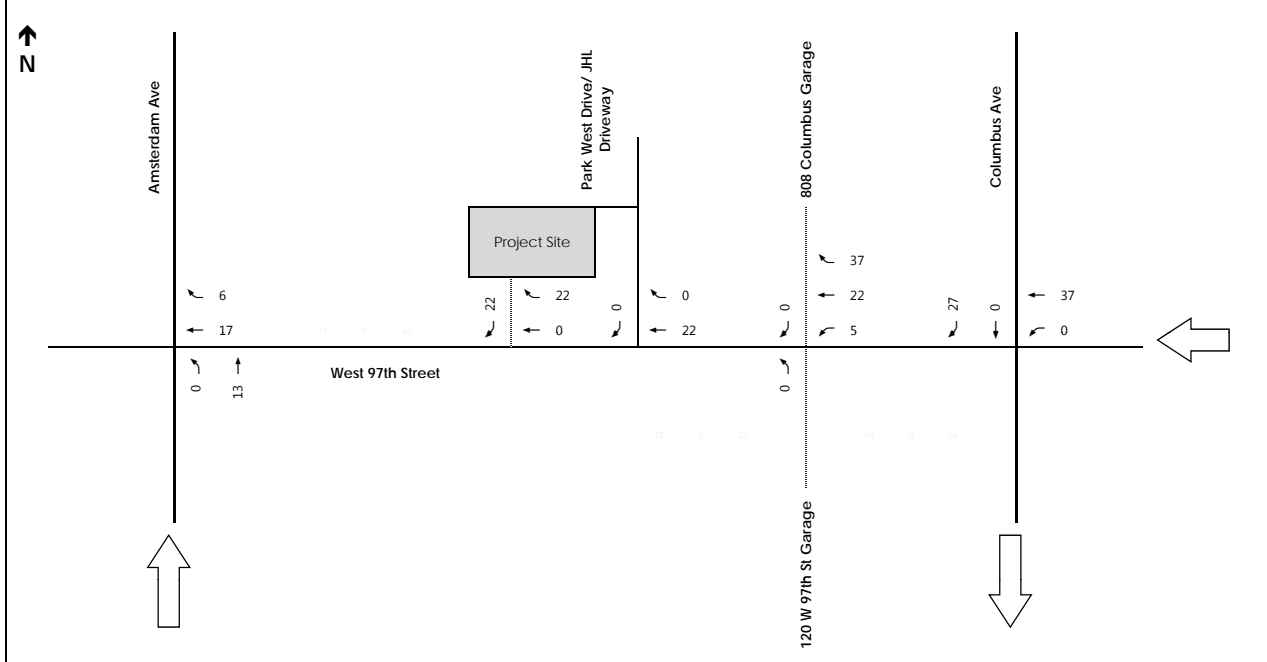 N
Amsterdam Ave
Park West Drive/ JHL
Driveway
808 Columbus Garage
Columbus Ave
Project Site
37
6
22
22
0
0
0
22
27
0
37
17
0
22
5
0
West 97th Street
0
13
0
120 W 97th St Garage